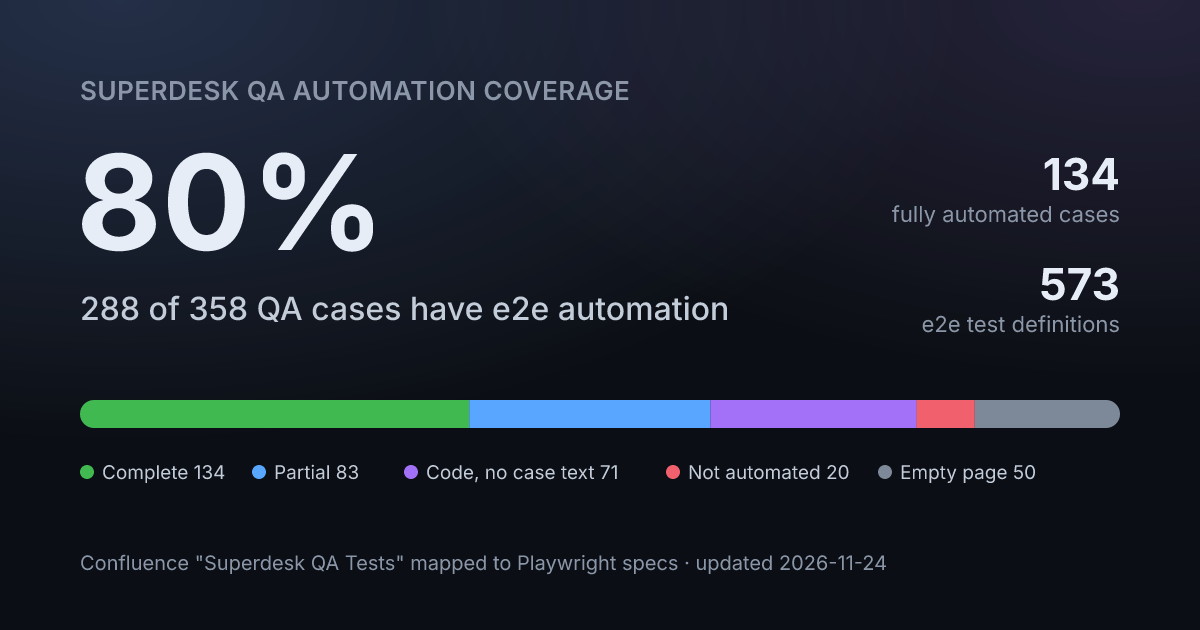 SUPERDESK QA AUTOMATION COVERAGE
80%
288 of 358 QA cases have e2e automation
134
fully automated cases
573
e2e test definitions
Complete 134
Partial 83
Code, no case text 71
Not automated 20
Empty page 50
Confluence "Superdesk QA Tests" mapped to Playwright specs · updated 2026-11-24